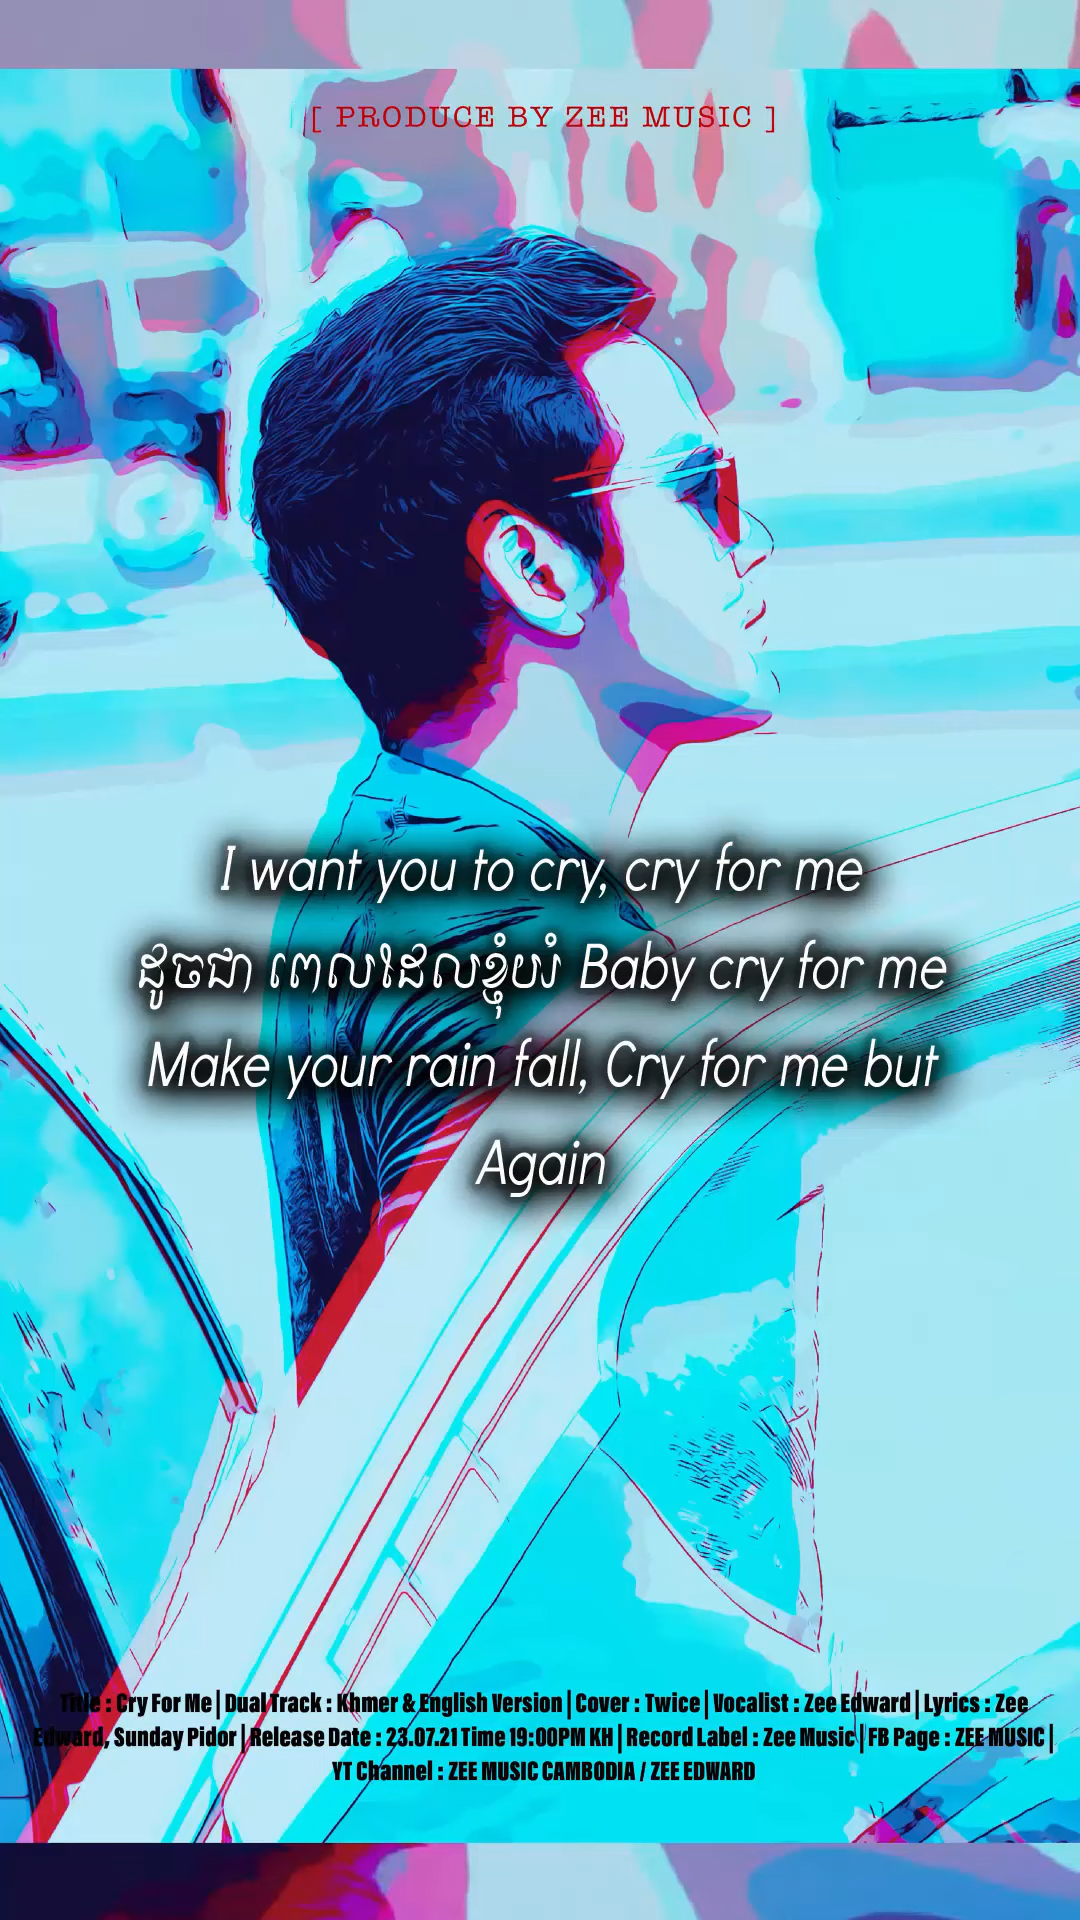 [ PRODUCE BY ZEE MUSIC ]
I want you to cry, cry for me
ដូចជា ពេលដែលខ្ញុំយំ Baby cry for me
Make your rain fall, Cry for me but
Again
Title : Cry For Me | Dual Track : Khmer & English Version | Cover : Twice | Vocalist : Zee Edward | Lyrics : Zee
Edward, Sunday Pidor | Release Date : 23.07.21 Time 19:00PM KH | Record Label : Zee Music | FB Page : ZEE MUSIC |
YT Channel : ZEE MUSIC CAMBODIA / ZEE EDWARD